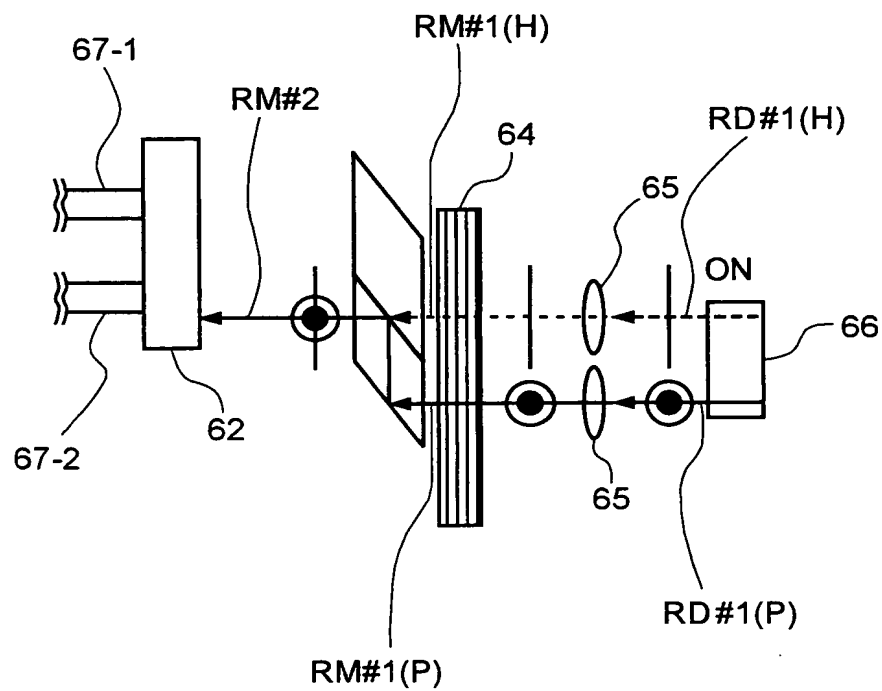 RM#1(H)
67-1
RM#2
RD#1(H)
64
65
ON
66
62
67-2
65
RD#1(P)
RM#1(P)